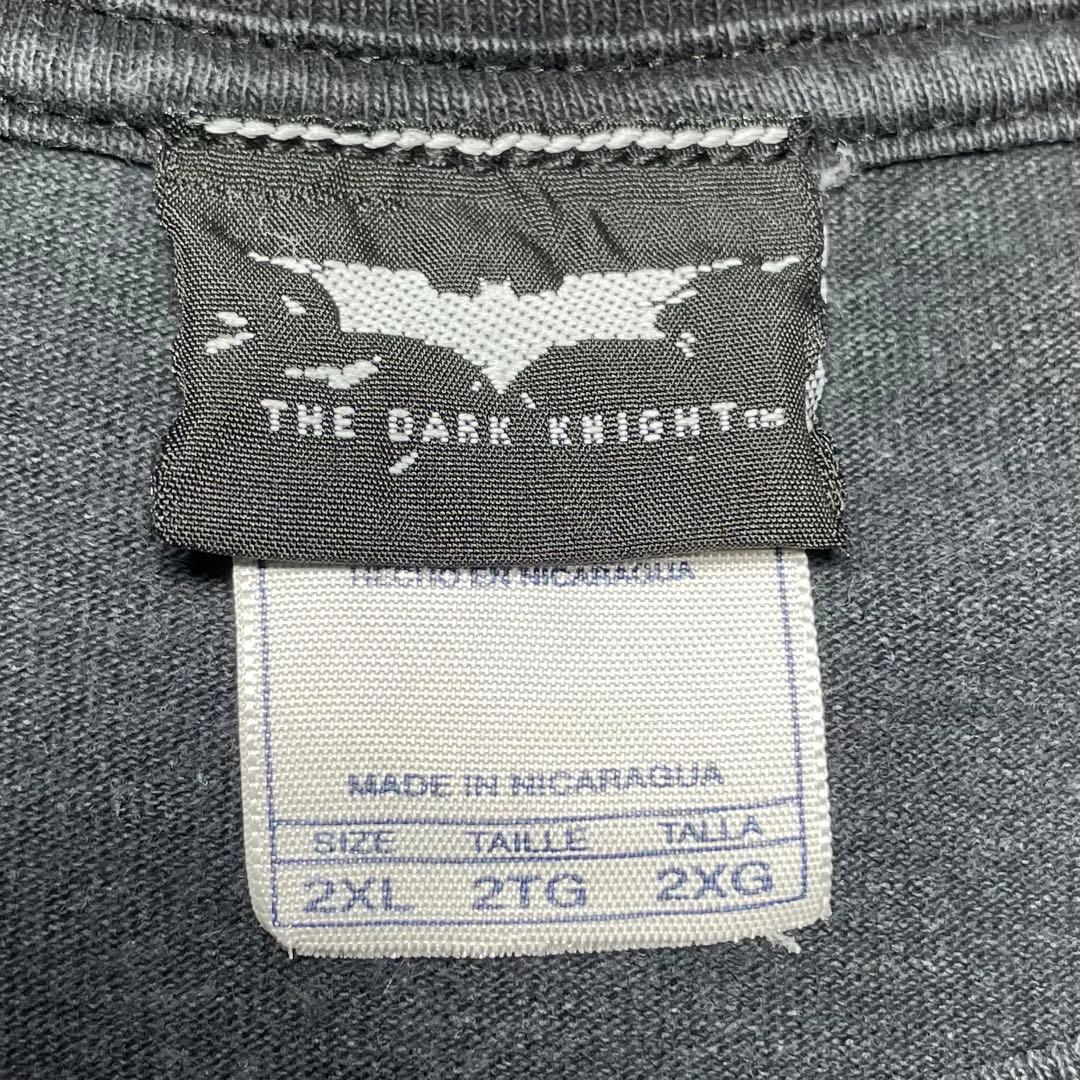 THE DARK KNIGHT™
HECHO EN NICARAGUA
MADE IN NICARAGUA
SIZE TAILLE TALLA
2XL 2TG 2XG